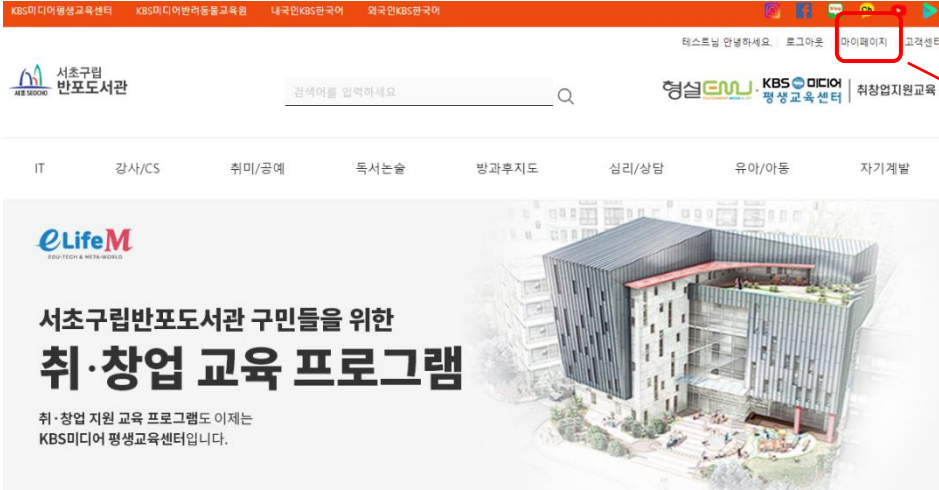 KBS미디어평생교육센터 KBS미디어반려동물교육원 내국인KBS한국어 외국인KBS한국어
테스트님 안녕하세요. 로그아웃 마이페이지 고객센터
서초구립
반포도서관
세종 SEOCHO
검색어를 입력하세요
형설EMJ · KBS 미디어 평생교육센터 | 취창업지원교육
IT 강사/CS 취미/공예 독서논술 방과후지도 심리/상담 유아/아동 자기계발
eLifeM
EDU-TECH & META-WORLD
서초구립반포도서관 구민들을 위한
취·창업 교육 프로그램
취·창업 지원 교육 프로그램도 이제는
KBS미디어 평생교육센터입니다.